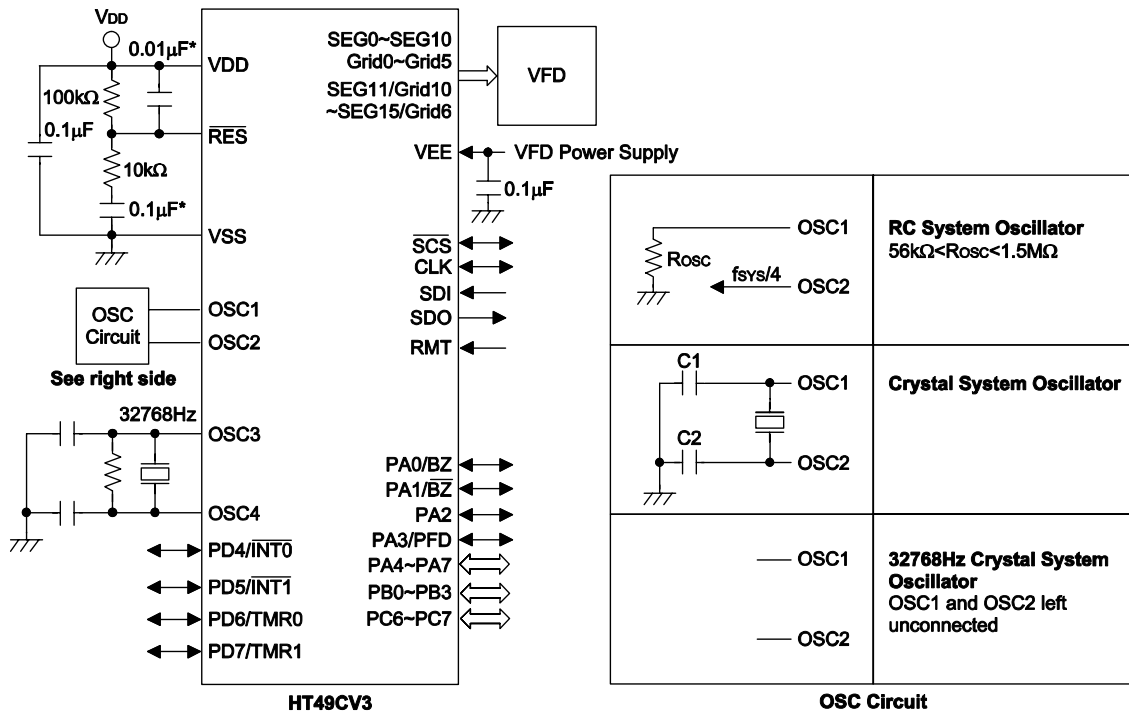 VDD
0.01μF*
VDD
100kΩ
0.1μF
RES
10kΩ
0.1μF*
VSS
OSC
Circuit
OSC1
OSC2
See right side
32768Hz
OSC3
OSC4
PD4/INT0
PD5/INT1
PD6/TMR0
PD7/TMR1
SEG0~SEG10
Grid0~Grid5
SEG11/Grid10
~SEG15/Grid6
VFD
VEE
VFD Power Supply
0.1μF
SCS
CLK
SDI
SDO
RMT
PA0/BZ
PA1/BZ
PA2
PA3/PFD
PA4~PA7
PB0~PB3
PC6~PC7
HT49CV3
OSC1
ROSC
fSYS/4
OSC2
RC System Oscillator
56kΩ<ROSC<1.5MΩ
C1
OSC1
C2
OSC2
Crystal System Oscillator
OSC1
OSC2
32768Hz Crystal System
Oscillator
OSC1 and OSC2 left
unconnected
OSC Circuit